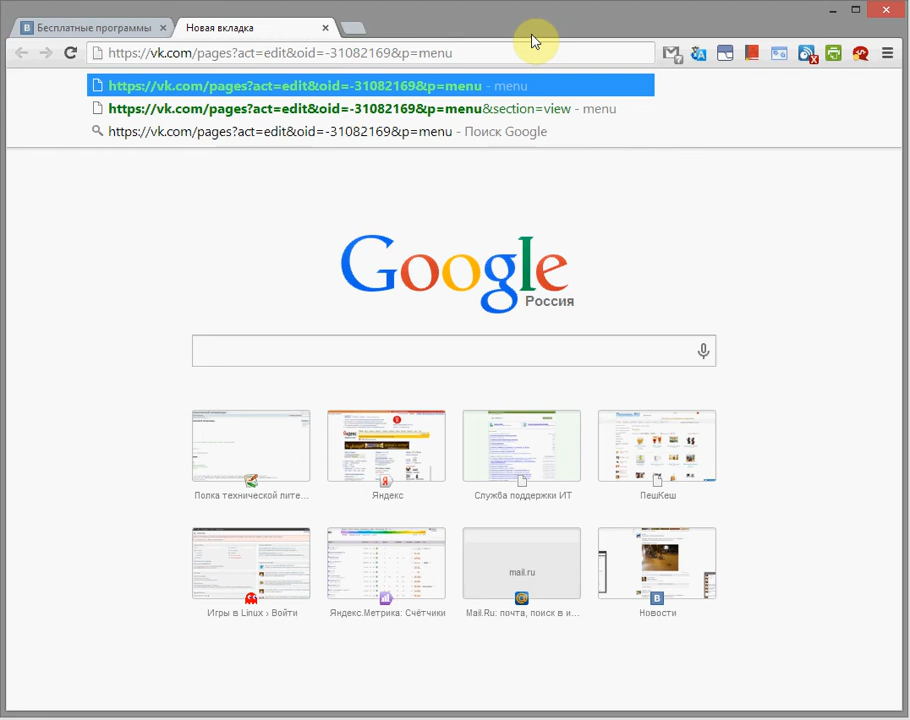 Бесплатные программы
Новая вкладка
https://vk.com/pages?act=edit&oid=-31082169&p=menu
https://vk.com/pages?act=edit&oid=-31082169&p=menu - menu
https://vk.com/pages?act=edit&oid=-31082169&p=menu&section=view - menu
https://vk.com/pages?act=edit&oid=-31082169&p=menu - Поиск Google
Google
Россия
Полка технической лите...
Яндекс
Служба поддержки ИТ
ПешКеш
mail.ru
Игры в Linux › Войти
Яндекс.Метрика: Счётчики
Mail.Ru: почта, поиск в и...
Новости